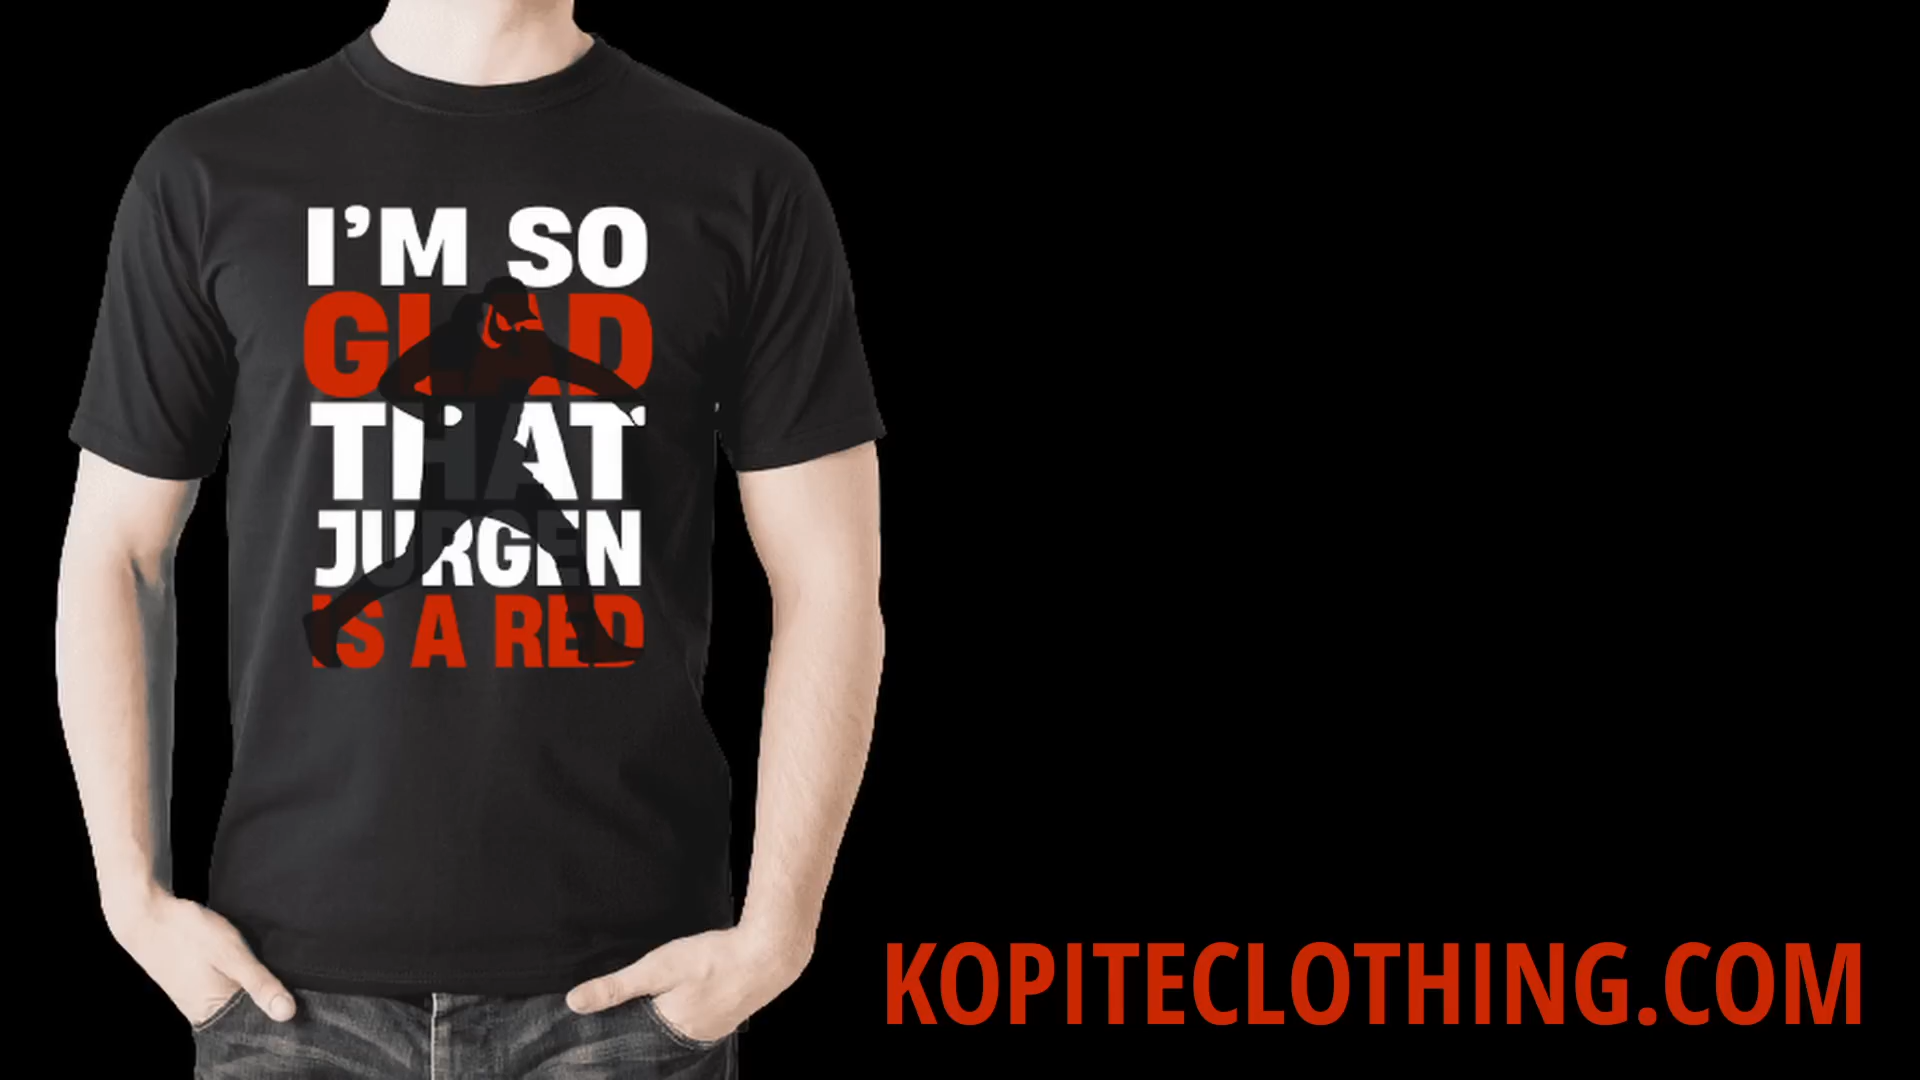 I'M SO
GLAD
THAT
JURGEN
IS A RED
KOPITECLOTHING.COM